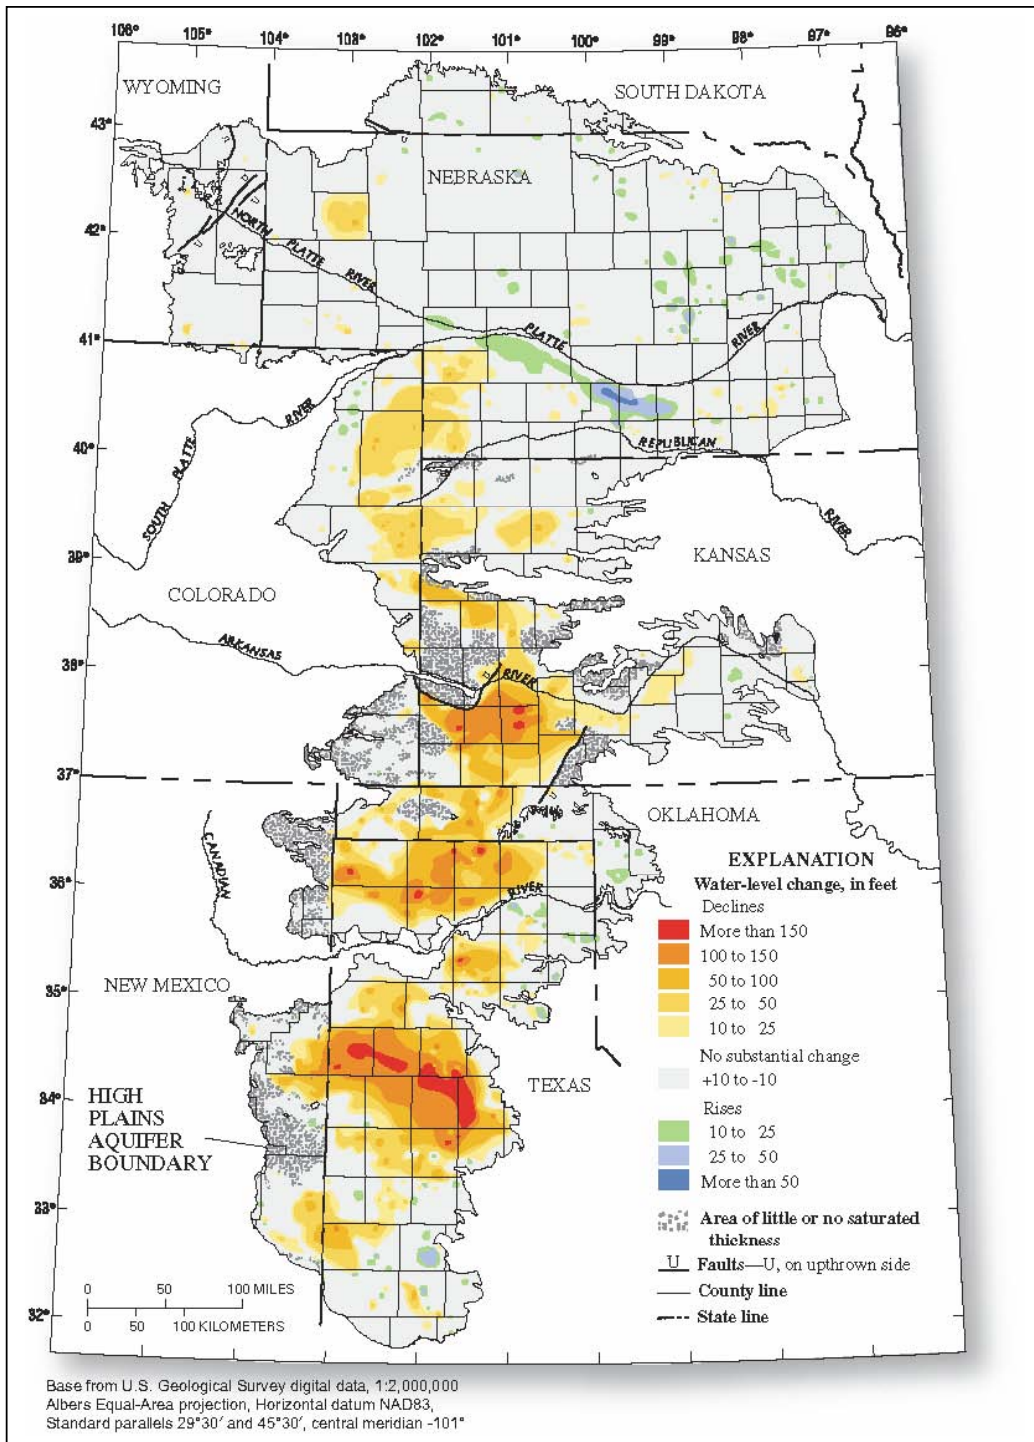 106° 105° 104° 103° 102° 101° 100° 99° 98° 97° 96°
WYOMING
SOUTH DAKOTA
43°
NEBRASKA
42°
NORTH PLATTE RIVER
41°
PLATTE RIVER
SOUTH PLATTE RIVER
40°
REPUBLICAN RIVER
39°
KANSAS
COLORADO
ARKANSAS RIVER
38°
37°
OKLAHOMA
CANADIAN RIVER
36°
EXPLANATION
Water-level change, in feet
Declines
More than 150
100 to 150
50 to 100
25 to 50
10 to 25
No substantial change
+10 to -10
Rises
10 to 25
25 to 50
More than 50
Area of little or no saturated
thickness
U Faults—U, on upthrown side
County line
State line
NEW MEXICO
35°
TEXAS
34°
HIGH
PLAINS
AQUIFER
BOUNDARY
33°
32°
0 50 100 MILES
0 50 100 KILOMETERS
Base from U.S. Geological Survey digital data, 1:2,000,000
Albers Equal-Area projection, Horizontal datum NAD83,
Standard parallels 29°30′ and 45°30′, central meridian -101°